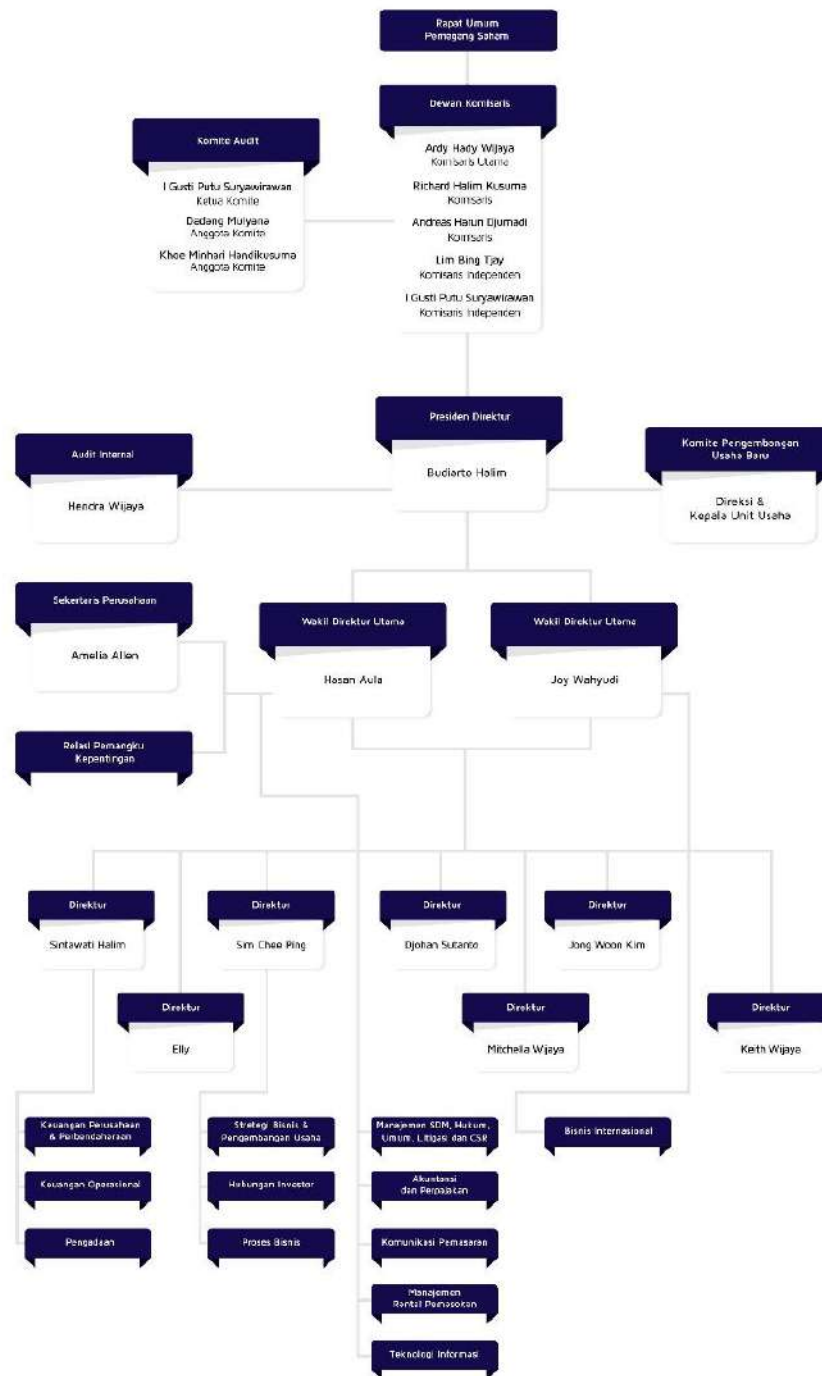 Rapat Umum
Pemegang Saham
Dewan Komisaris
Ardy Hady Wijaya
Komisaris Utama
Richard Halim Kusuma
Komisaris
Andreas Harun Djumadi
Komisaris
Lim Bing Tjay
Komisaris Independen
I Gusti Putu Suryawirawan
Komisaris Independen
Komite Audit
I Gusti Putu Suryawirawan
Ketua Komite
Dadang Mulyana
Anggota Komite
Khoe Minhari Handikusuma
Anggota Komite
Presiden Direktur
Budiarto Halim
Audit Internal
Hendra Wijaya
Komite Pengembangan
Usaha Baru
Direksi &
Kepala Unit Usaha
Sekertaris Perusahaan
Amelia Allen
Wakil Direktur Utama
Hasan Aula
Wakil Direktur Utama
Joy Wahyudi
Relasi Pemangku
Kepentingan
Direktur
Sintawati Halim
Direktur
Sim Chee Ping
Direktur
Djohan Sutanto
Direktur
Jong Woon Kim
Direktur
Elly
Direktur
Mitchella Wijaya
Direktur
Keith Wijaya
Keuangan Perusahaan
& Perbendaharaan
Keuangan Operasional
Pengadaan
Strategi Bisnis &
Pengembangan Usaha
Hubungan Investor
Proses Bisnis
Manajemen SDM, Hukum,
Umum, Litigasi dan CSR
Akuntansi
dan Perpajakan
Komunikasi Pemasaran
Manajemen
Rantai Pemasokan
Teknologi Informasi
Bisnis Internasional